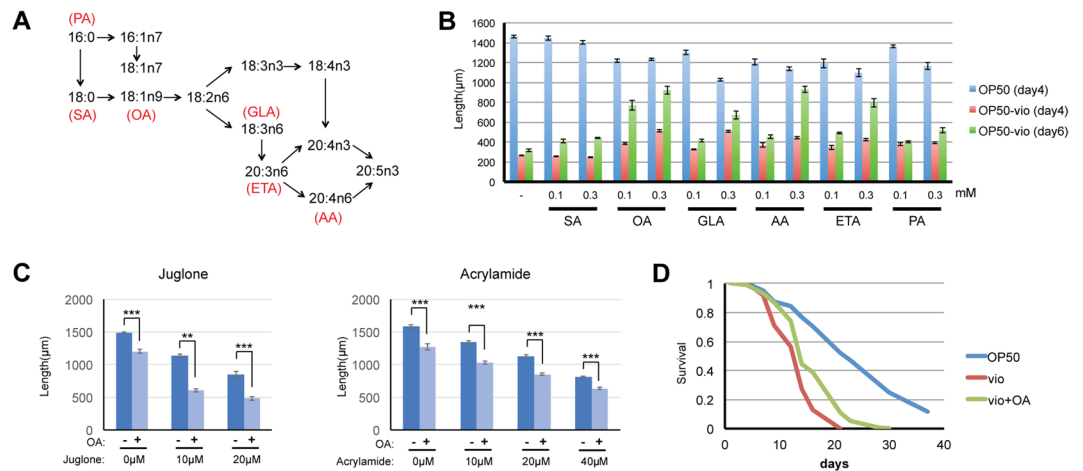 A
(PA)
16:0
16:1n7
18:1n7
18:3n3
18:4n3
18:0
18:1n9
18:2n6
(SA)
(OA)
(GLA)
18:3n6
20:4n3
20:3n6
20:5n3
(ETA)
20:4n6
(AA)
B
Length(μm)
1600
1400
1200
1000
800
600
400
200
0
OP50 (day4)
OP50-vio (day4)
OP50-vio (day6)
- 0.1 0.3 0.1 0.3 0.1 0.3 0.1 0.3 0.1 0.3 0.1 0.3 mM
SA OA GLA AA ETA PA
C
Juglone
Length(μm)
2000
1500
1000
500
0
*** ** ***
OA: - + - + - +
Juglone: 0μM 10μM 20μM
Acrylamide
Length(μm)
2000
1500
1000
500
0
*** *** *** ***
OA: - + - + - + - +
Acrylamide: 0μM 10μM 20μM 40μM
D
Survival
1
0.8
0.6
0.4
0.2
0
0 10 20 30 40
days
OP50
vio
vio+OA